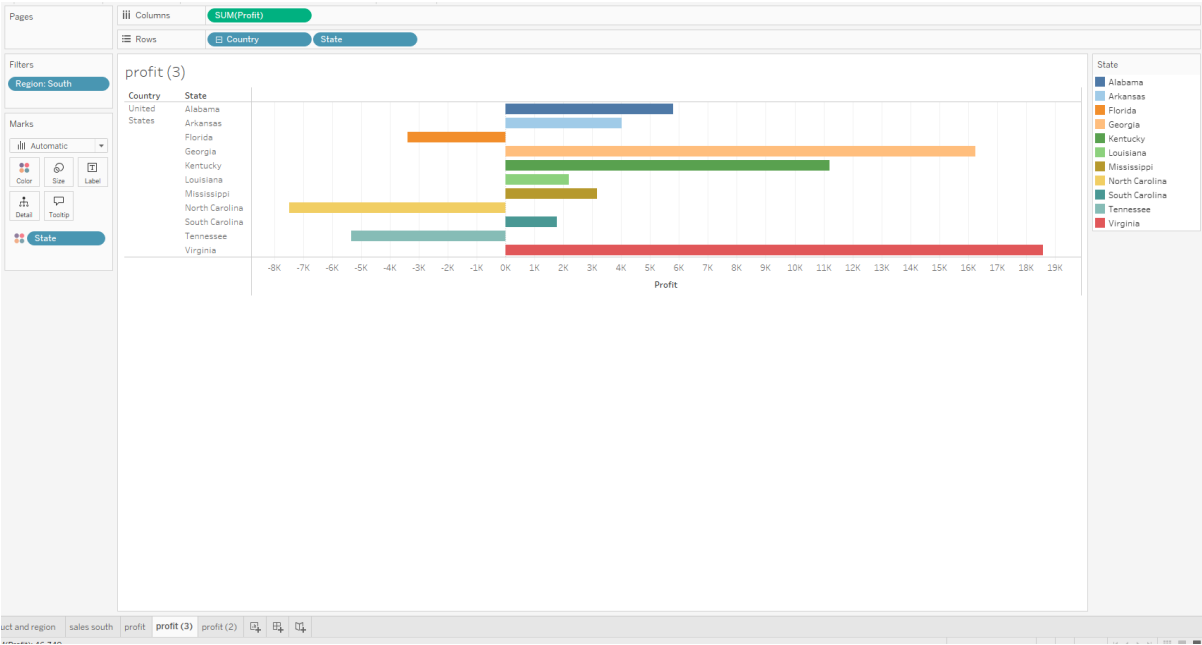 Pages
Columns
SUM(Profit)
Rows
Country
State
Filters
Region: South
Marks
Automatic
Color
Size
Label
Detail
Tooltip
State
profit (3)
Country
State
United States
Alabama
Arkansas
Florida
Georgia
Kentucky
Louisiana
Mississippi
North Carolina
South Carolina
Tennessee
Virginia
-8K -7K -6K -5K -4K -3K -2K -1K 0K 1K 2K 3K 4K 5K 6K 7K 8K 9K 10K 11K 12K 13K 14K 15K 16K 17K 18K 19K
Profit
State
Alabama
Arkansas
Florida
Georgia
Kentucky
Louisiana
Mississippi
North Carolina
South Carolina
Tennessee
Virginia
uct and region
sales south
profit
profit (3)
profit (2)